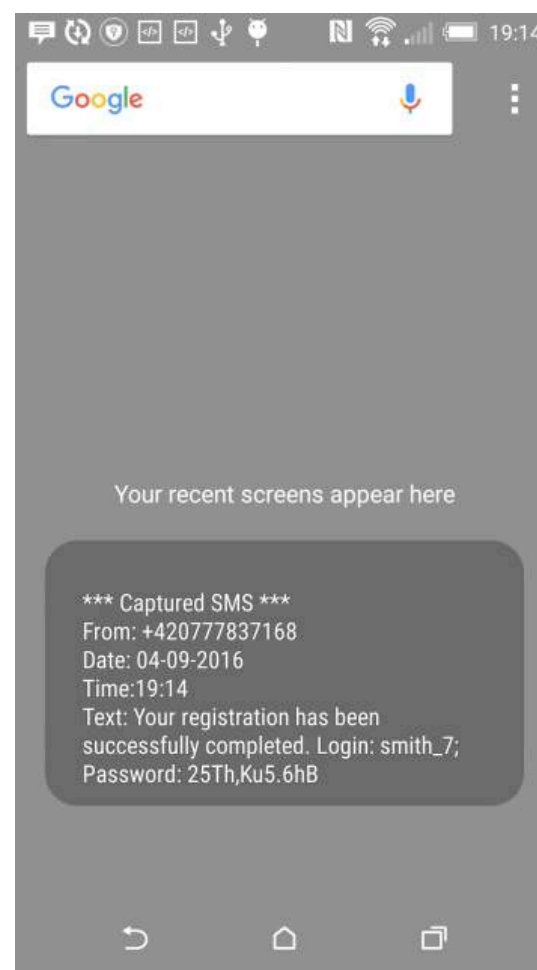 19:14
Google
Your recent screens appear here
*** Captured SMS ***
From: +420777837168
Date: 04-09-2016
Time:19:14
Text: Your registration has been
successfully completed. Login: smith_7;
Password: 25Th,Ku5.6hB